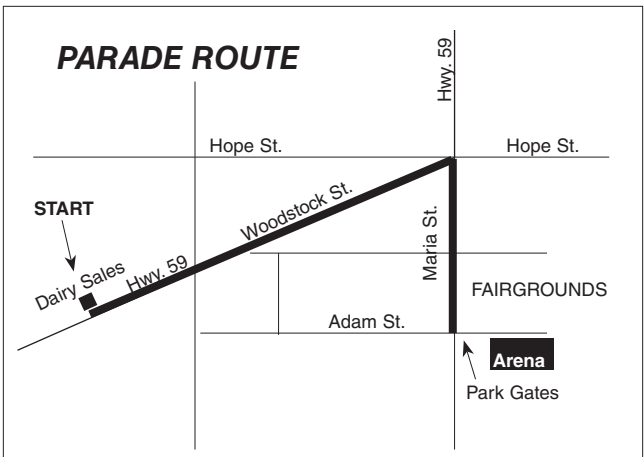 PARADE ROUTE
Hwy. 59
Hope St.
Hope St.
START
Woodstock St.
Dairy Sales
Hwy. 59
Maria St.
FAIRGROUNDS
Adam St.
Arena
Park Gates